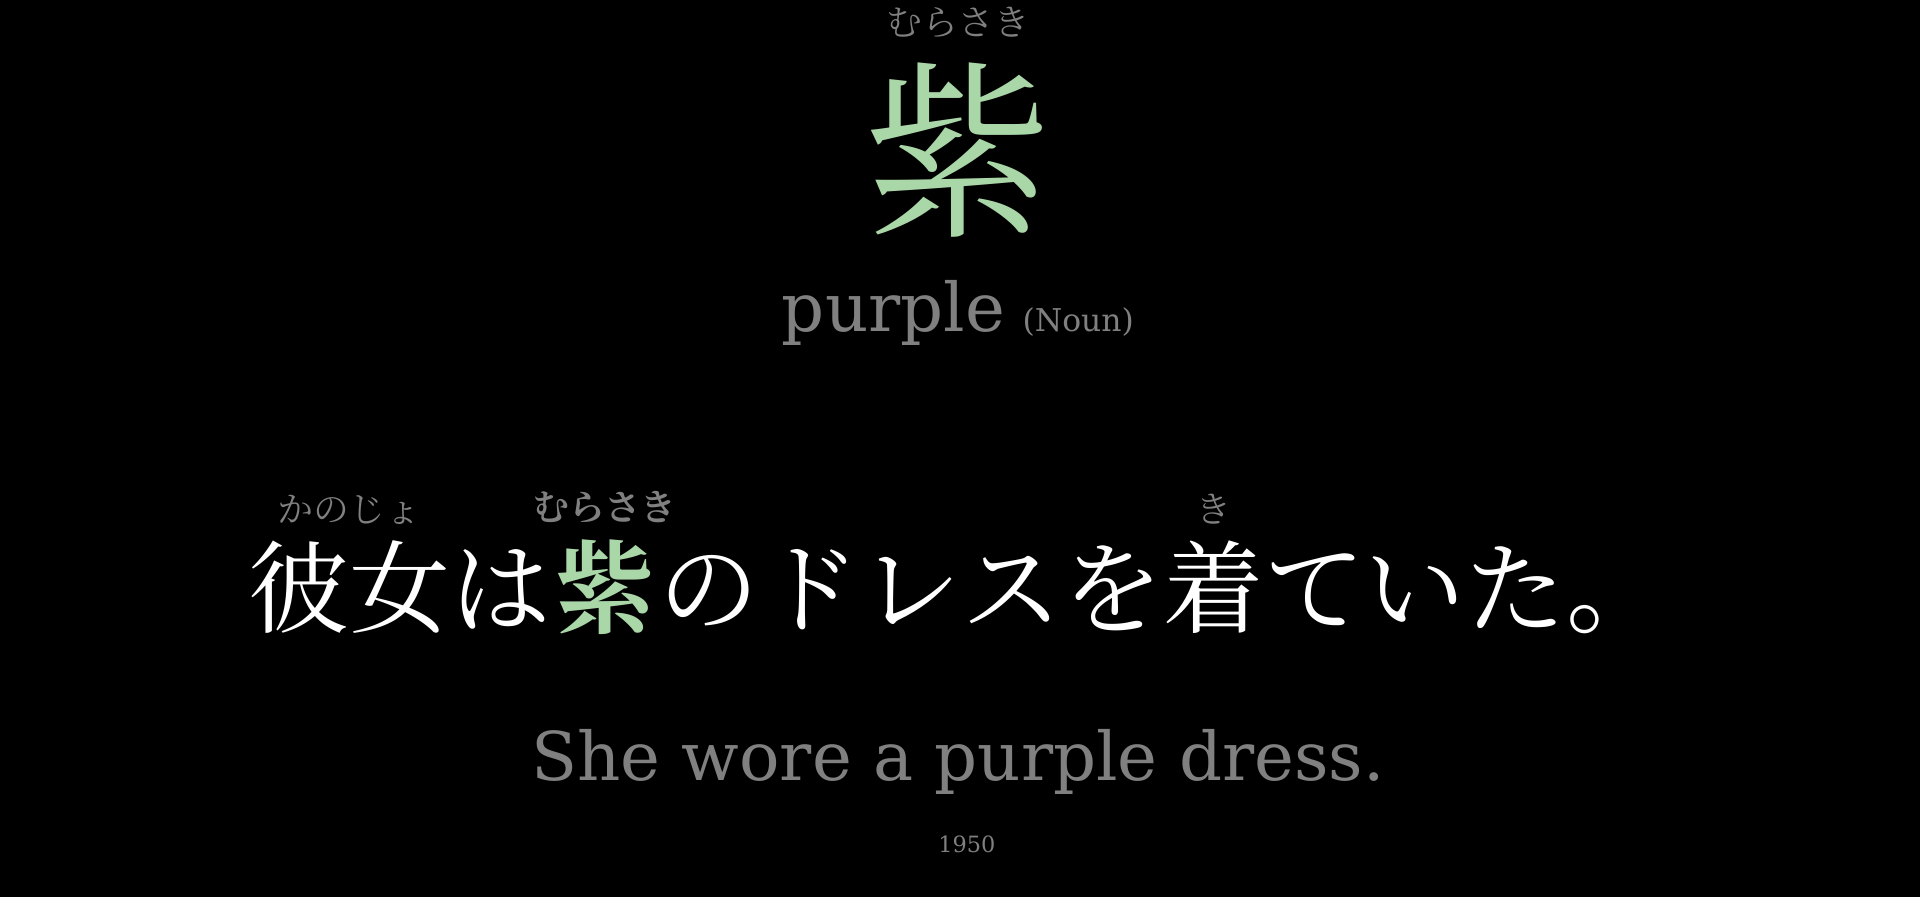 むらさき
紫
purple (Noun)
かのじょ むらさき き
彼女は紫のドレスを着ていた。
She wore a purple dress.
1950